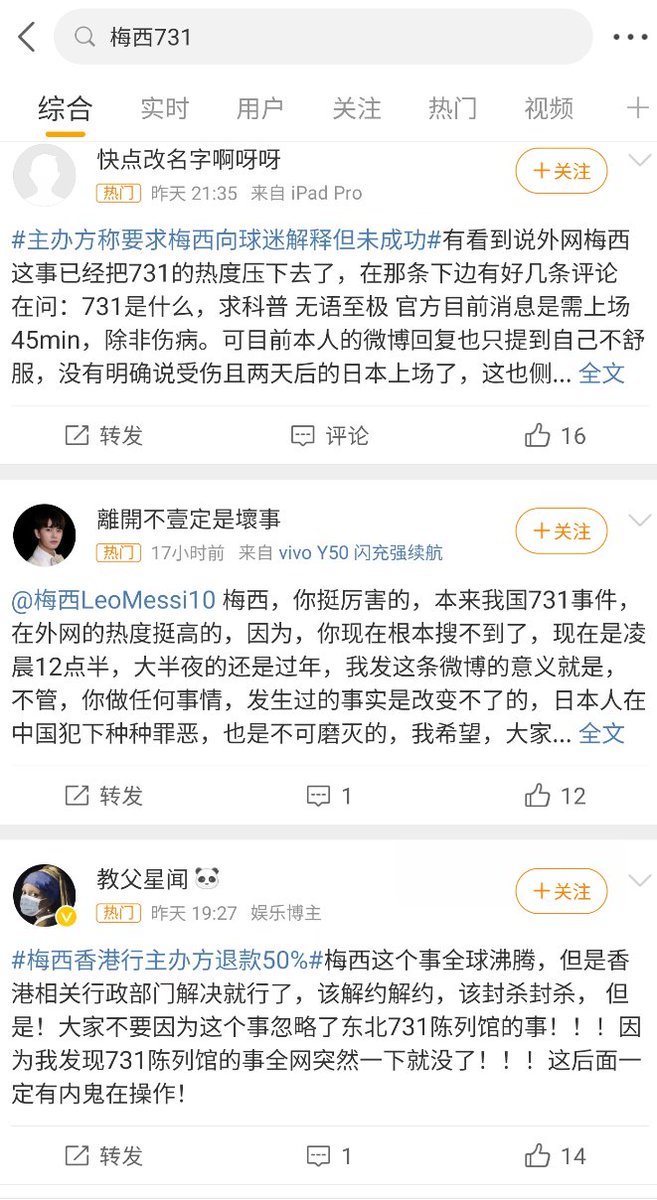 梅西731
综合 实时 用户 关注 热门 视频
快点改名字啊呀呀
+关注
热门 昨天 21:35 来自 iPad Pro
#主办方称要求梅西向球迷解释但未成功#有看到说外网梅西
这事已经把731的热度压下去了，在那条下边有好几条评论
在问：731是什么，求科普 无语至极 官方目前消息是需上场
45min，除非伤病。可目前本人的微博回复也只提到自己不舒
服，没有明确说受伤且两天后的日本上场了，这也侧... 全文
转发 评论 16
離開不壹定是壞事
+关注
热门 17小时前 来自 vivo Y50 闪充强续航
@梅西LeoMessi10 梅西，你挺厉害的，本来我国731事件，
在外网的热度挺高的，因为，你现在根本搜不到了，现在是凌
晨12点半，大半夜的还是过年，我发这条微博的意义就是，
不管，你做任何事情，发生过的事实是改变不了的，日本人在
中国犯下种种罪恶，也是不可磨灭的，我希望，大家... 全文
转发 1 12
教父星闻
+关注
热门 昨天 19:27 娱乐博主
#梅西香港行主办方退款50%#梅西这个事全球沸腾，但是香
港相关行政部门解决就行了，该解约解约，该封杀封杀， 但
是！大家不要因为这个事忽略了东北731陈列馆的事！！！因
为我发现731陈列馆的事全网突然一下就没了！！！这后面一
定有内鬼在操作！
转发 1 14